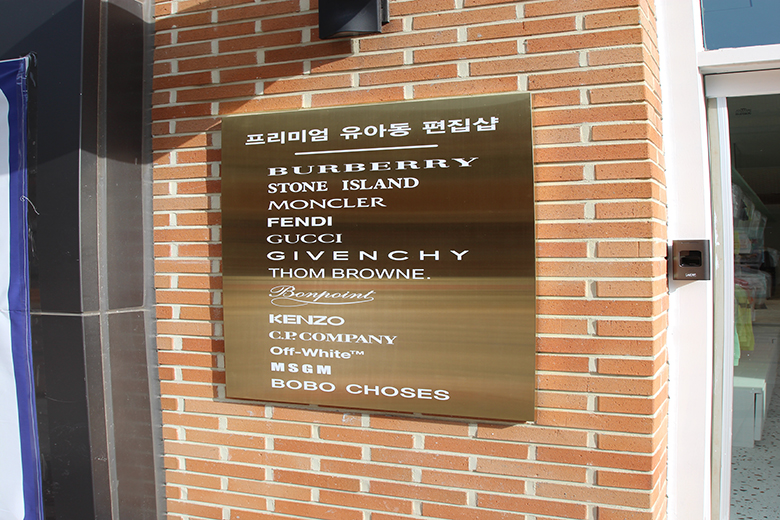 프리미엄 유아동 편집샵
BURBERRY
STONE ISLAND
MONCLER
FENDI
GUCCI
GIVENCHY
THOM BROWNE.
Bonpoint
KENZO
C.P. COMPANY
Off-White™
MSGM
BOBO CHOSES